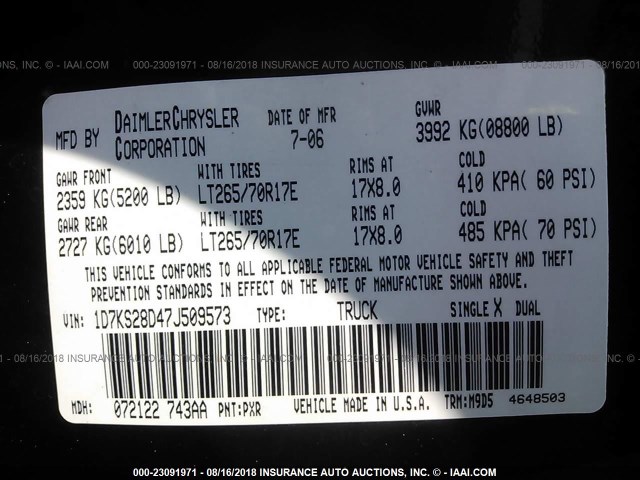 000-23091971 - 08/16/2018 INSURANCE AUTO AUCTIONS, INC. - © IAAI.COM
MFD BY DAIMLERCHRYSLER CORPORATION
DATE OF MFR 7-06
GVWR 3992 KG(08800 LB)
GAWR FRONT WITH TIRES RIMS AT COLD
2359 KG(5200 LB) LT265/70R17E 17X8.0 410 KPA( 60 PSI)
GAWR REAR WITH TIRES RIMS AT COLD
2727 KG(6010 LB) LT265/70R17E 17X8.0 485 KPA( 70 PSI)
THIS VEHICLE CONFORMS TO ALL APPLICABLE FEDERAL MOTOR VEHICLE SAFETY AND THEFT
PREVENTION STANDARDS IN EFFECT ON THE DATE OF MANUFACTURE SHOWN ABOVE.
VIN: 1D7KS28D47J509573 TYPE: TRUCK SINGLE X DUAL
MDH: 072122 743AA PNT:PXR VEHICLE MADE IN U.S.A. TRM:M9D5 4648503
000-23091971 - 08/16/2018 INSURANCE AUTO AUCTIONS, INC. - © IAAI.COM